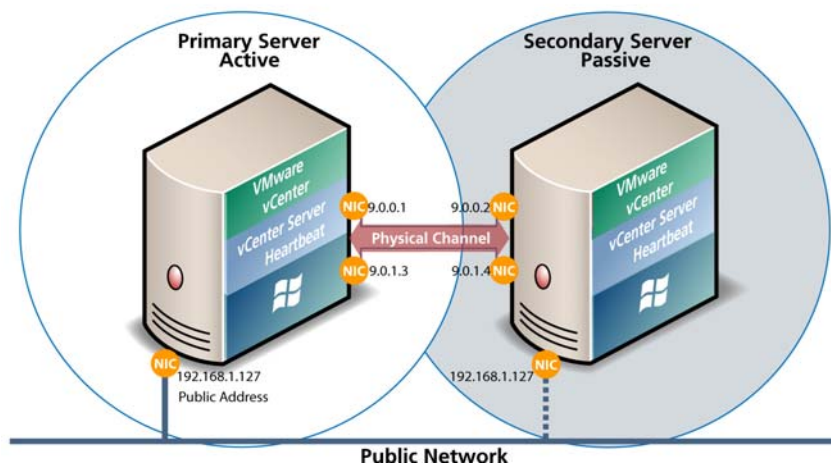 Primary Server
Active
Secondary Server
Passive
VMware
vCenter
vCenter Server
Heartbeat
NIC 9.0.0.1
9.0.0.2 NIC
Physical Channel
NIC 9.0.1.3
9.0.1.4 NIC
VMware
vCenter
vCenter Server
Heartbeat
NIC
192.168.1.127
Public Address
NIC
192.168.1.127
Public Network